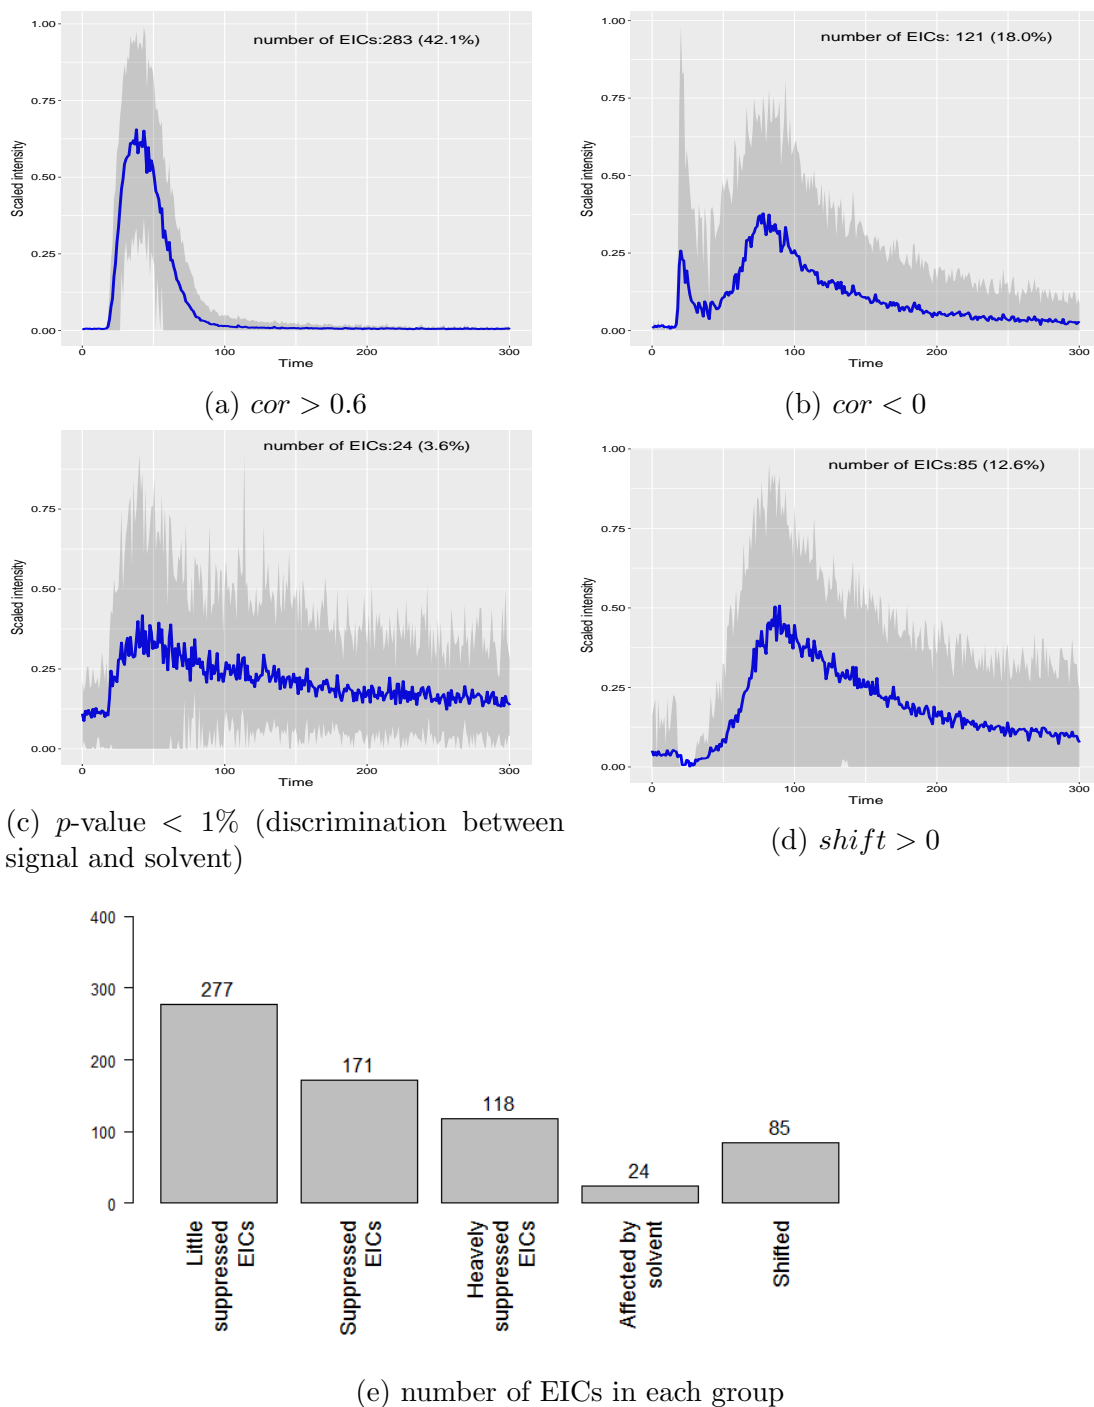 number of EICs:283 (42.1%)
1.00
0.75
0.50
0.25
0.00
Scaled intensity
0
100
200
300
Time
(a) cor > 0.6
number of EICs: 121 (18.0%)
1.00
0.75
0.50
0.25
0.00
Scaled intensity
0
100
200
300
Time
(b) cor < 0
number of EICs:24 (3.6%)
0.75
0.50
0.25
0.00
Scaled intensity
0
100
200
300
Time
(c) p-value < 1% (discrimination between
signal and solvent)
number of EICs:85 (12.6%)
1.00
0.75
0.50
0.25
0.00
Scaled intensity
0
100
200
300
Time
(d) shift > 0
400
300
200
100
0
277
171
118
24
85
Little
suppressed
EICs
Suppressed
EICs
Heavely
suppressed
EICs
Affected by
solvent
Shifted
(e) number of EICs in each group